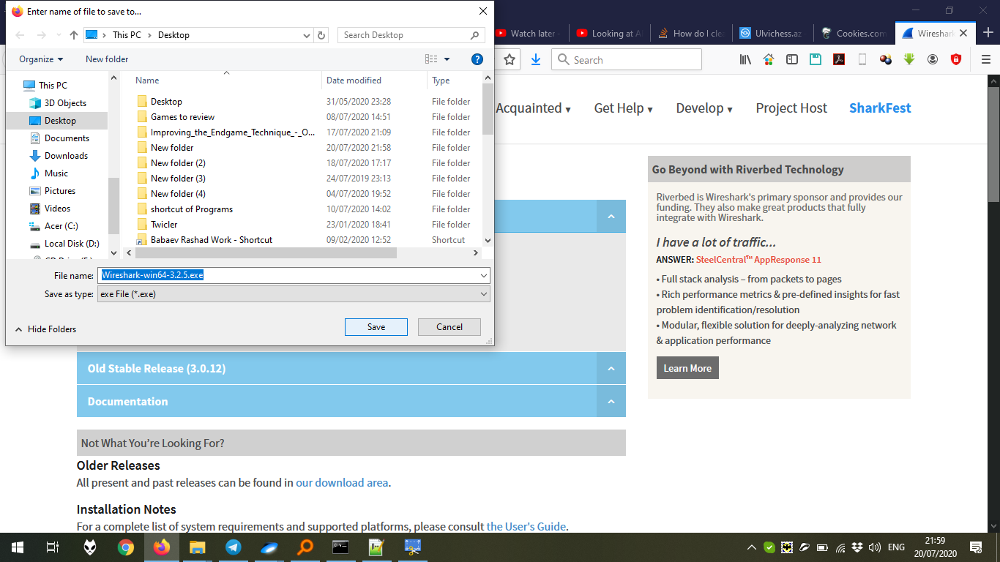 Enter name of file to save to...
This PC
Desktop
Search Desktop
Organize
New folder
This PC
3D Objects
Desktop
Documents
Downloads
Music
Pictures
Videos
Acer (C:)
Local Disk (D:)
Name Date modified Type
Desktop 31/05/2020 23:28 File folder
Games to review 08/07/2020 14:51 File folder
Improving_the_Endgame_Technique_-_O... 17/07/2020 21:09 File folder
New folder 20/07/2020 21:58 File folder
New folder (2) 18/07/2020 17:17 File folder
New folder (3) 24/07/2019 23:13 File folder
New folder (4) 04/07/2020 19:52 File folder
shortcut of Programs 10/07/2020 14:02 File folder
Twicler 23/01/2020 18:41 File folder
Babaev Rashad Work - Shortcut 09/02/2020 12:52 Shortcut
File name: Wireshark-win64-3.2.5.exe
Save as type: exe File (*.exe)
Hide Folders
Save
Cancel
Watch later -
Looking at A
How do I cle
Ulvichess.az
Cookies.com
Wireshark
Search
Acquainted
Get Help
Develop
Project Host
SharkFest
Go Beyond with Riverbed Technology
Riverbed is Wireshark's primary sponsor and provides our
funding. They also make great products that fully
integrate with Wireshark.
I have a lot of traffic...
ANSWER: SteelCentral™ AppResponse 11
• Full stack analysis – from packets to pages
• Rich performance metrics & pre-defined insights for fast
problem identification/resolution
• Modular, flexible solution for deeply-analyzing network
& application performance
Learn More
Old Stable Release (3.0.12)
Documentation
Not What You're Looking For?
Older Releases
All present and past releases can be found in our download area.
Installation Notes
For a complete list of system requirements and supported platforms, please consult the User's Guide.
ENG
21:59
20/07/2020